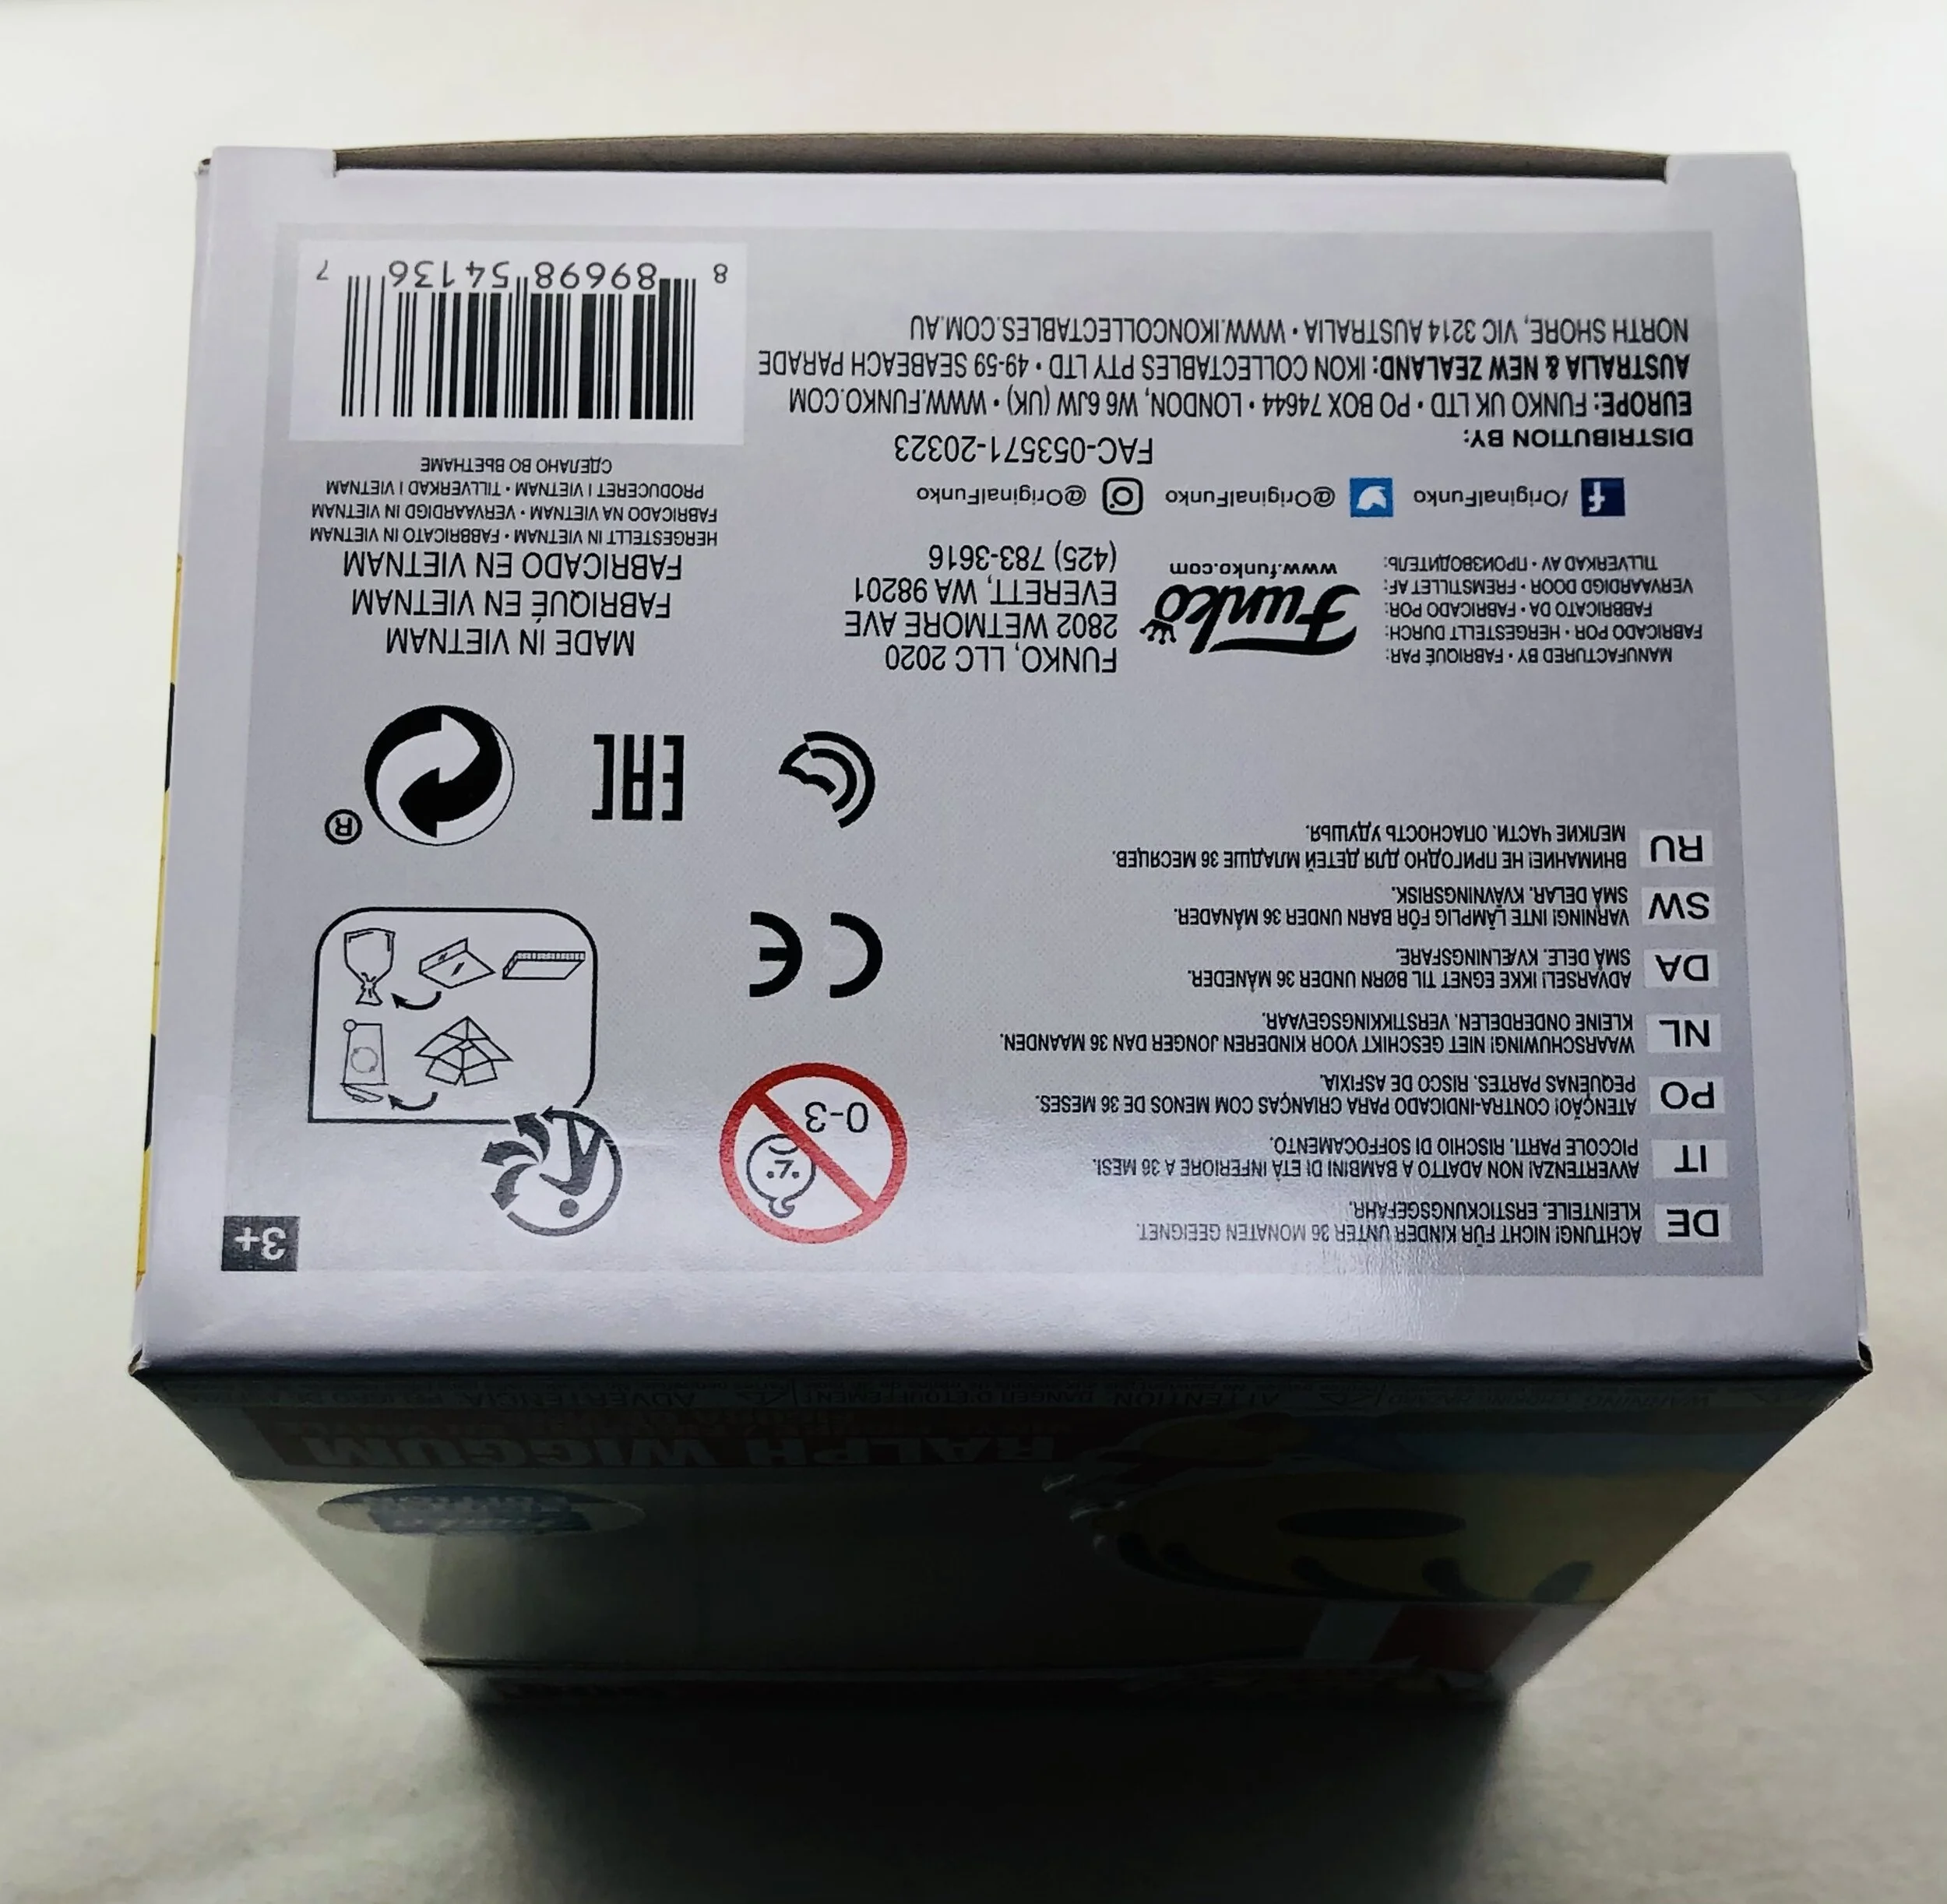 DE
ACHTUNG! NICHT FÜR KINDER UNTER 36 MONATEN GEEIGNET.
KLEINTEILE. ERSTICKUNGSGEFAHR.
IT
AVVERTENZA! NON ADATTO A BAMBINI DI ETÀ INFERIORE A 36 MESI.
PICCOLE PARTI. RISCHIO DI SOFFOCAMENTO.
PO
ATENÇÃO! CONTRA-INDICADO PARA CRIANÇAS COM MENOS DE 36 MESES.
PEQUENAS PARTES. RISCO DE ASFIXIA.
NL
WAARSCHUWING! NIET GESCHIKT VOOR KINDEREN JONGER DAN 36 MAANDEN.
KLEINE ONDERDELEN. VERSTIKKINGSGEVAAR.
DA
ADVARSEL! IKKE EGNET TIL BØRN UNDER 36 MÅNEDER.
SMÅ DELE. KVÆLNINGSFARE.
SW
VARNING! INTE LÄMPLIG FÖR BARN UNDER 36 MÅNADER.
SMÅ DELAR. KVÄVNINGSRISK.
RU
ВНИМАНИЕ! НЕ ПРИГОДНО ДЛЯ ДЕТЕЙ МЛАДШЕ 36 МЕСЯЦЕВ.
МЕЛКИЕ ЧАСТИ. ОПАСНОСТЬ УДУШЬЯ.
0-3
3+
CE
EAC
®
MANUFACTURED BY • FABRIQUÉ PAR:
FABRICADO POR • HERGESTELLT DURCH:
FABBRICATO DA • FABRICADO POR:
VERVAARDIGD DOOR • FREMSTILLET AF:
TILLVERKAD AV • ПРОИЗВОДИТЕЛЬ:
Funko
www.funko.com
FUNKO, LLC 2020
2802 WETMORE AVE
EVERETT, WA 98201
(425) 783-3616
MADE IN VIETNAM
FABRIQUÉ EN VIETNAM
FABRICADO EN VIETNAM
HERGESTELLT IN VIETNAM • FABBRICATO IN VIETNAM
FABRICADO NA VIETNAM • VERVAARDIGD IN VIETNAM
PRODUCERET I VIETNAM • TILLVERKAD I VIETNAM
СДЕЛАНО ВО ВЬЕТНАМЕ
f /OriginalFunko @OriginalFunko @OriginalFunko
FAC-053571-20323
DISTRIBUTION BY:
EUROPE: FUNKO UK LTD • PO BOX 74644 • LONDON, W6 6JW (UK) • WWW.FUNKO.COM
AUSTRALIA & NEW ZEALAND: IKON COLLECTABLES PTY LTD • 49-59 SEABEACH PARADE
NORTH SHORE, VIC 3214 AUSTRALIA • WWW.IKONCOLLECTABLES.COM.AU
8 89698 54136 7
RALPH WIGGUM
ATTENTION
ADVERTENCIA